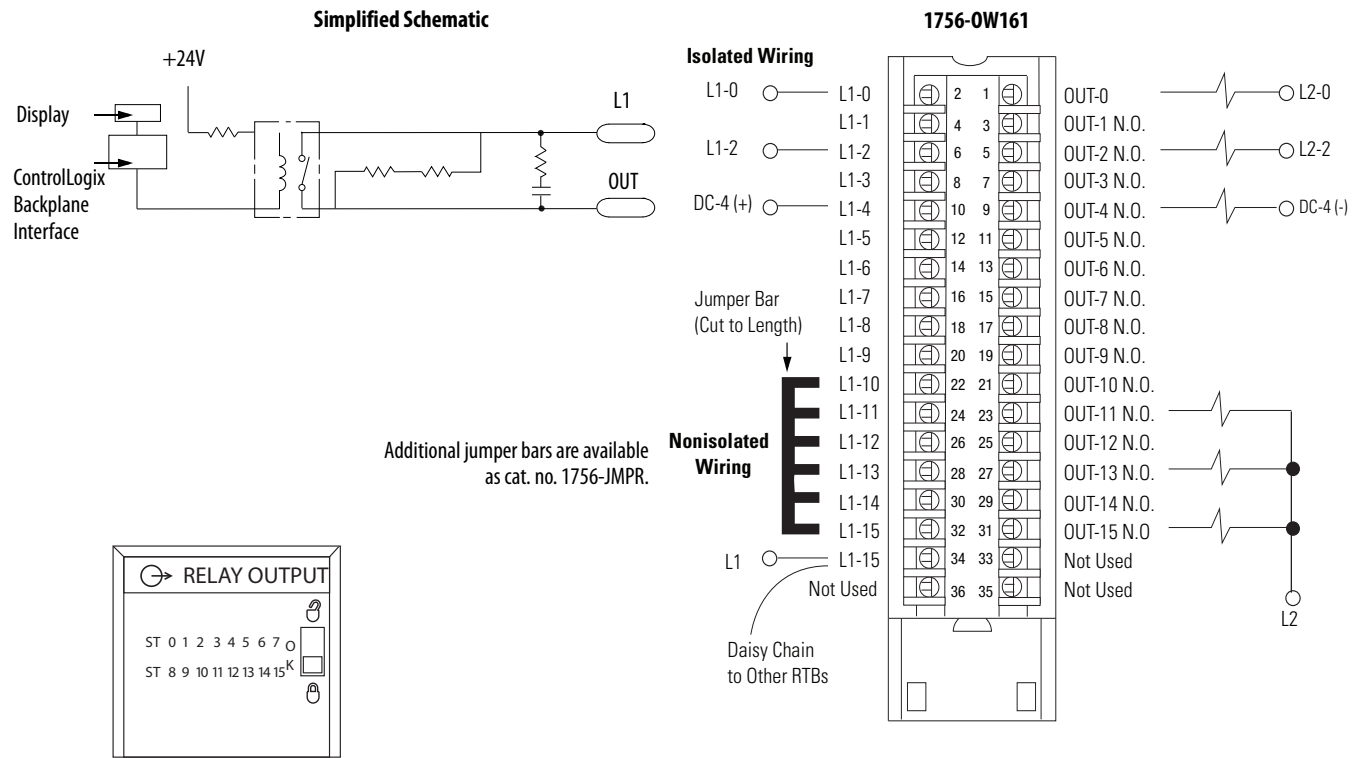 Simplified Schematic
+24V
Display
ControlLogix
Backplane
Interface
L1
OUT
1756-OW161
Isolated Wiring
L1-0 L1-0 2 1 OUT-0 L2-0
L1-1 4 3 OUT-1 N.O.
L1-2 L1-2 6 5 OUT-2 N.O. L2-2
L1-3 8 7 OUT-3 N.O.
DC-4 (+) L1-4 10 9 OUT-4 N.O. DC-4 (-)
L1-5 12 11 OUT-5 N.O.
L1-6 14 13 OUT-6 N.O.
L1-7 16 15 OUT-7 N.O.
L1-8 18 17 OUT-8 N.O.
L1-9 20 19 OUT-9 N.O.
L1-10 22 21 OUT-10 N.O.
L1-11 24 23 OUT-11 N.O.
L1-12 26 25 OUT-12 N.O.
L1-13 28 27 OUT-13 N.O.
L1-14 30 29 OUT-14 N.O.
L1-15 32 31 OUT-15 N.O
L1 L1-15 34 33 Not Used
Not Used 36 35 Not Used
L2
Jumper Bar
(Cut to Length)
Nonisolated
Wiring
Additional jumper bars are available
as cat. no. 1756-JMPR.
Daisy Chain
to Other RTBs
RELAY OUTPUT
ST 0 1 2 3 4 5 6 7 O
ST 8 9 10 11 12 13 14 15 K